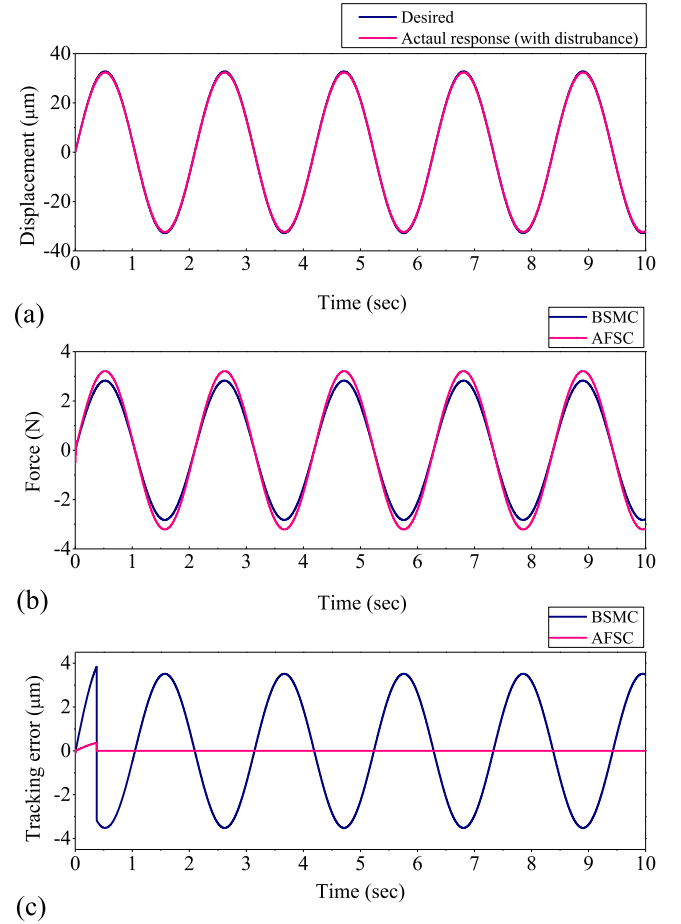 Desired
Actaul response (with distrubance)
40
20
0
-20
-40
Displacement (μm)
0 1 2 3 4 5 6 7 8 9 10
Time (sec)
(a)
BSMC
AFSC
4
2
0
-2
-4
Force (N)
0 1 2 3 4 5 6 7 8 9 10
Time (sec)
(b)
BSMC
AFSC
4
2
0
-2
-4
Tracking error (μm)
0 1 2 3 4 5 6 7 8 9 10
Time (sec)
(c)